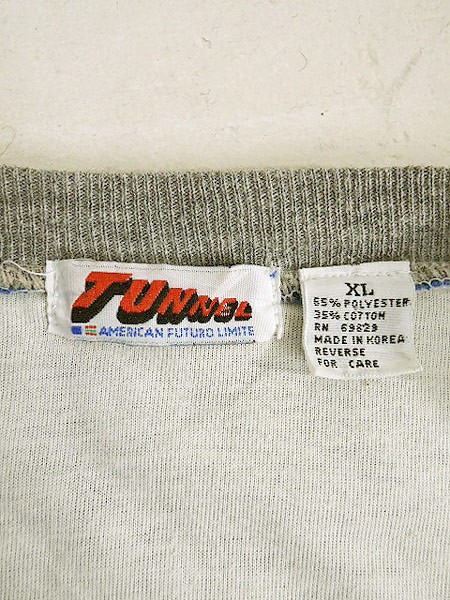 TUNNEL
AMERICAN FUTURO LIMITE
XL
65% POLYESTER
35% COTTON
RN 69829
MADE IN KOREA
REVERSE
FOR CARE